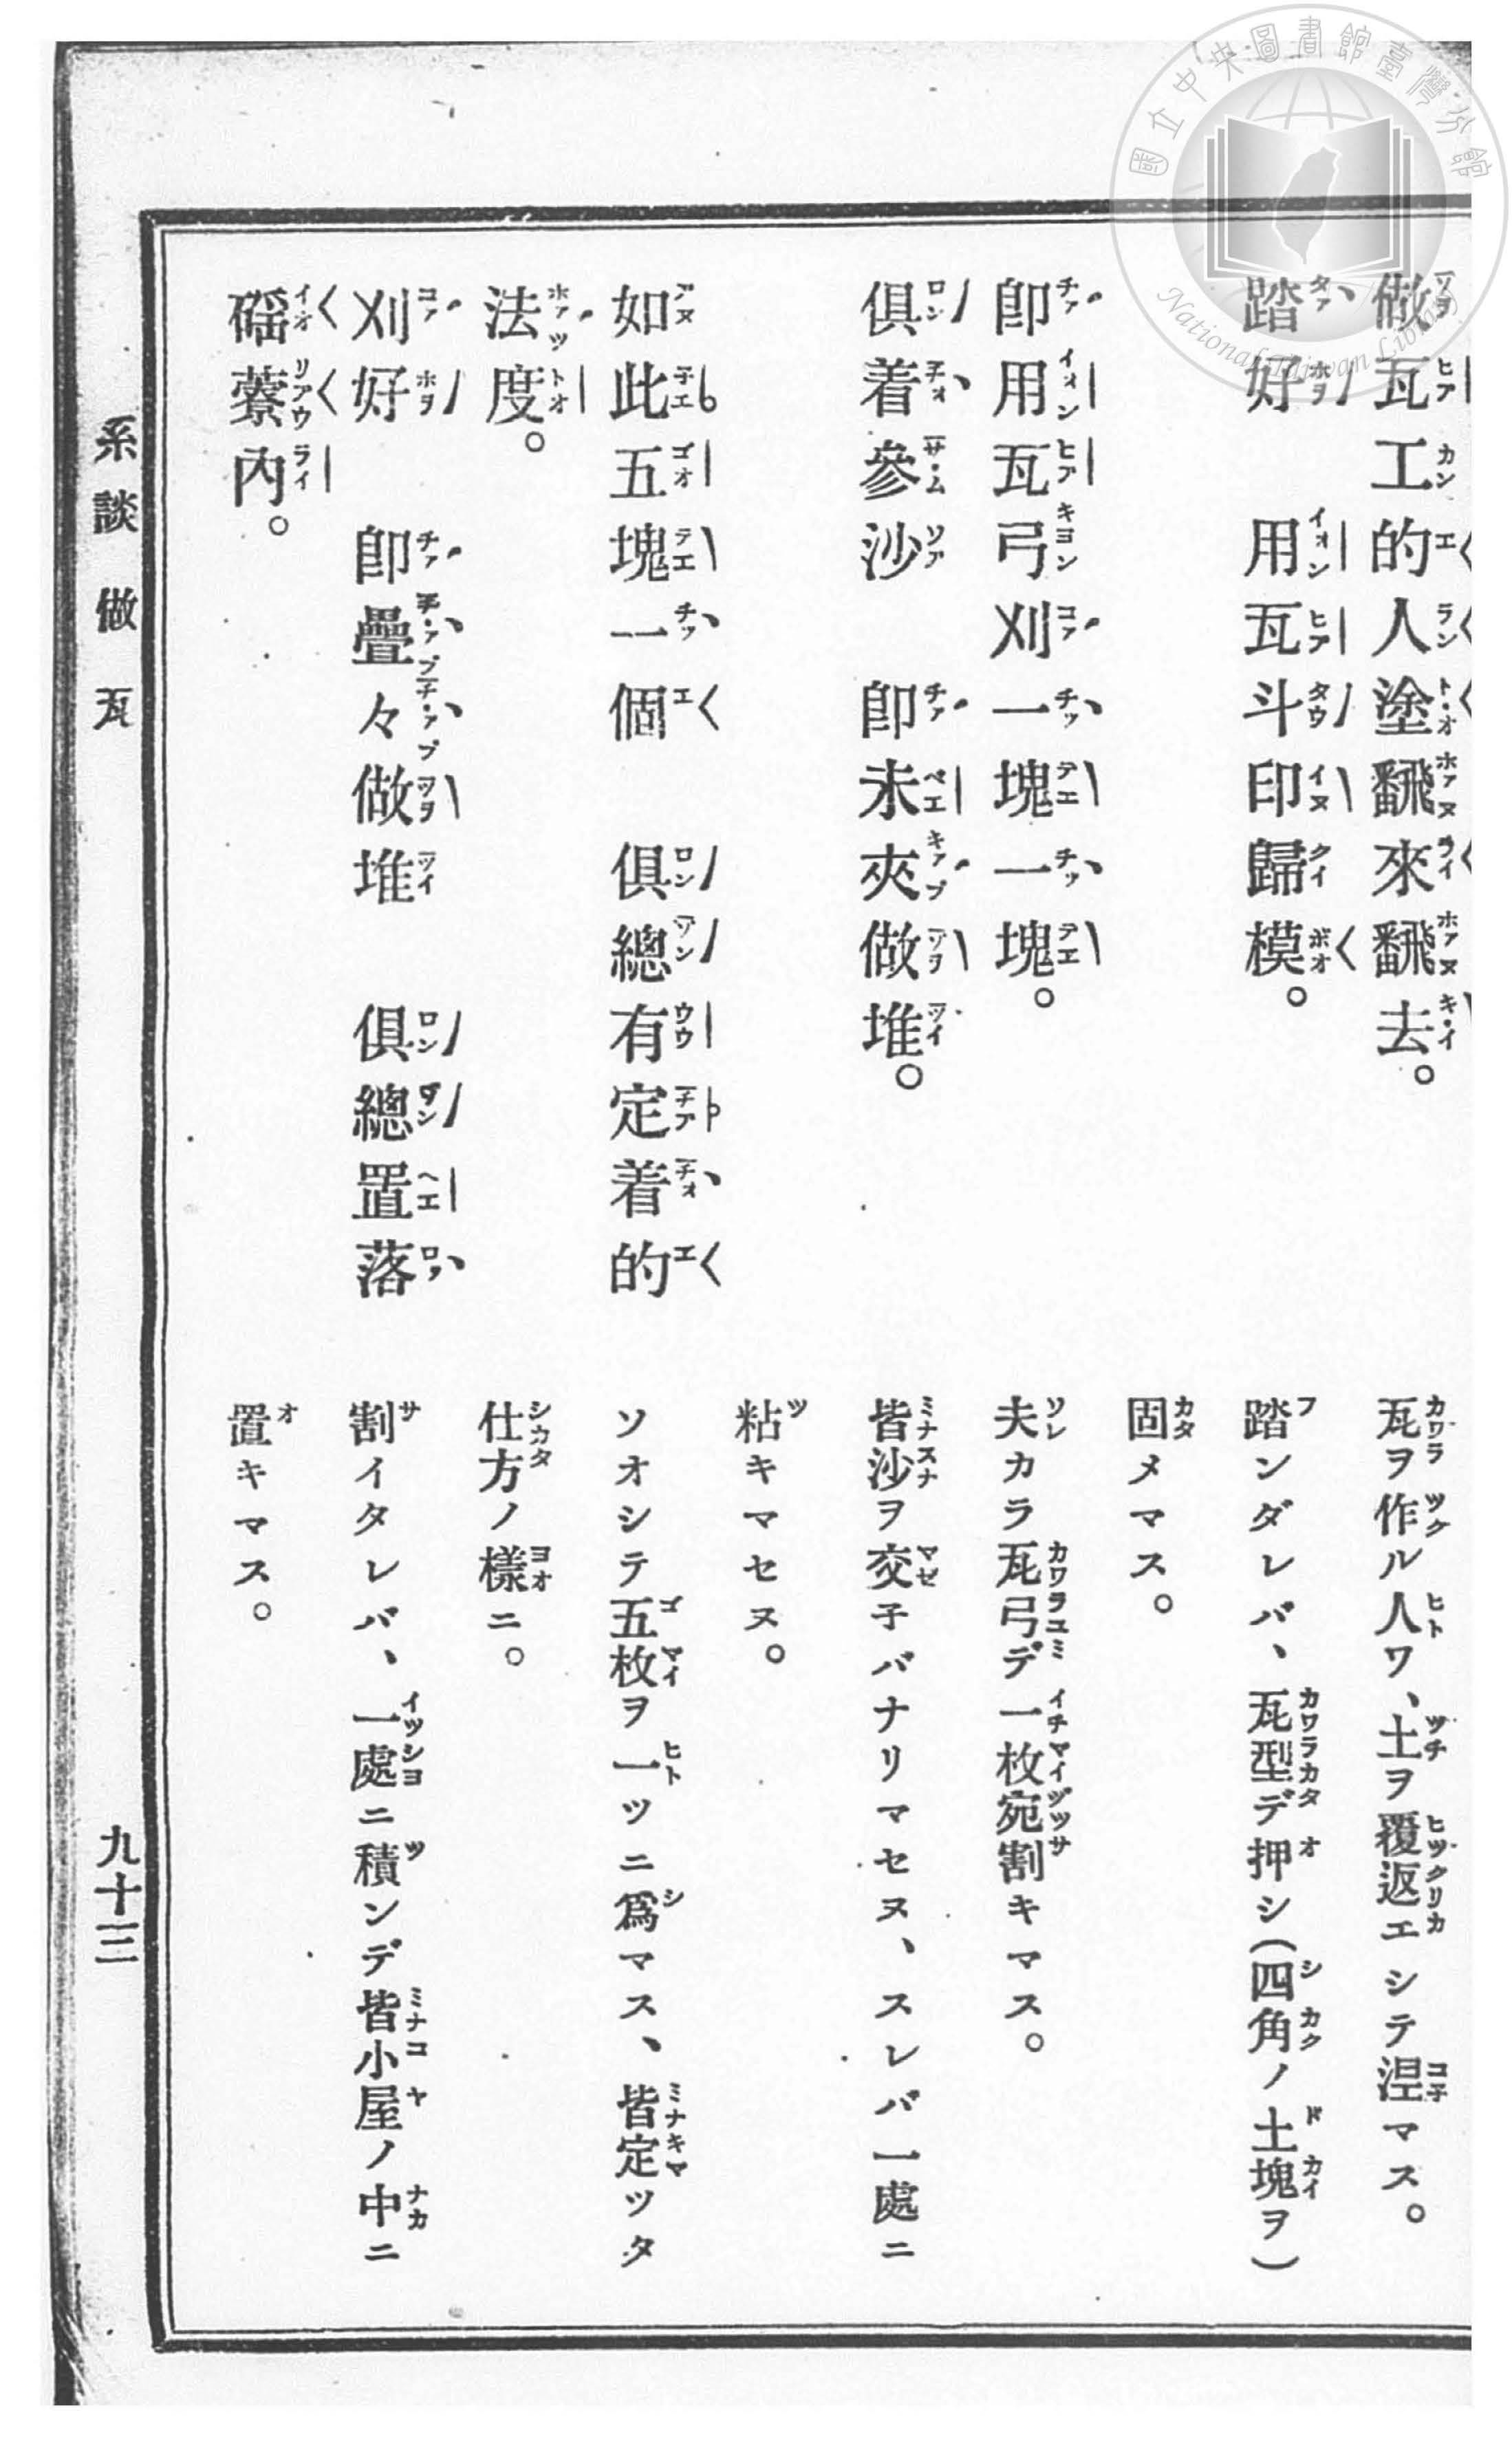 做瓦工的人塗飜來飜去。
踏好 用瓦斗印歸模。
卽用瓦弓刈一塊一塊。
俱着參沙 卽未夾做堆。
如此五塊一個 俱總有定着的
法度。
刈好 卽疊々做堆 俱總置落
磘藔內。
瓦ヲ作ル人ワ、土ヲ覆返エシテ涅マス。
踏ンダレバ、瓦型デ押シ(四角ノ土塊ヲ)
固メマス。
夫カラ瓦弓デ一枚宛割キマス。
皆沙ヲ交子バナリマセヌ、スレバ一處ニ
粘キマセヌ。
ソオシテ五枚ヲ一ツニ爲マス、皆定ツタ
仕方ノ樣ニ。
割イタレバ、一處ニ積ンデ皆小屋ノ中ニ
置キマス。
系談 做瓦
九十三
國立中央圖書館臺灣分館
National Taiwan Library